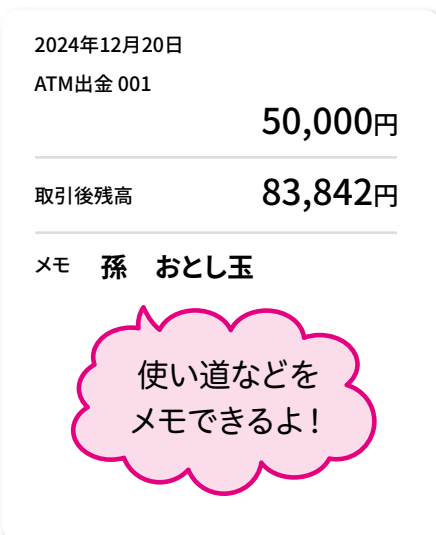 2024年12月20日
ATM出金 001
50,000円
取引後残高 83,842円
メモ 孫 おとし玉
使い道などを
メモできるよ！